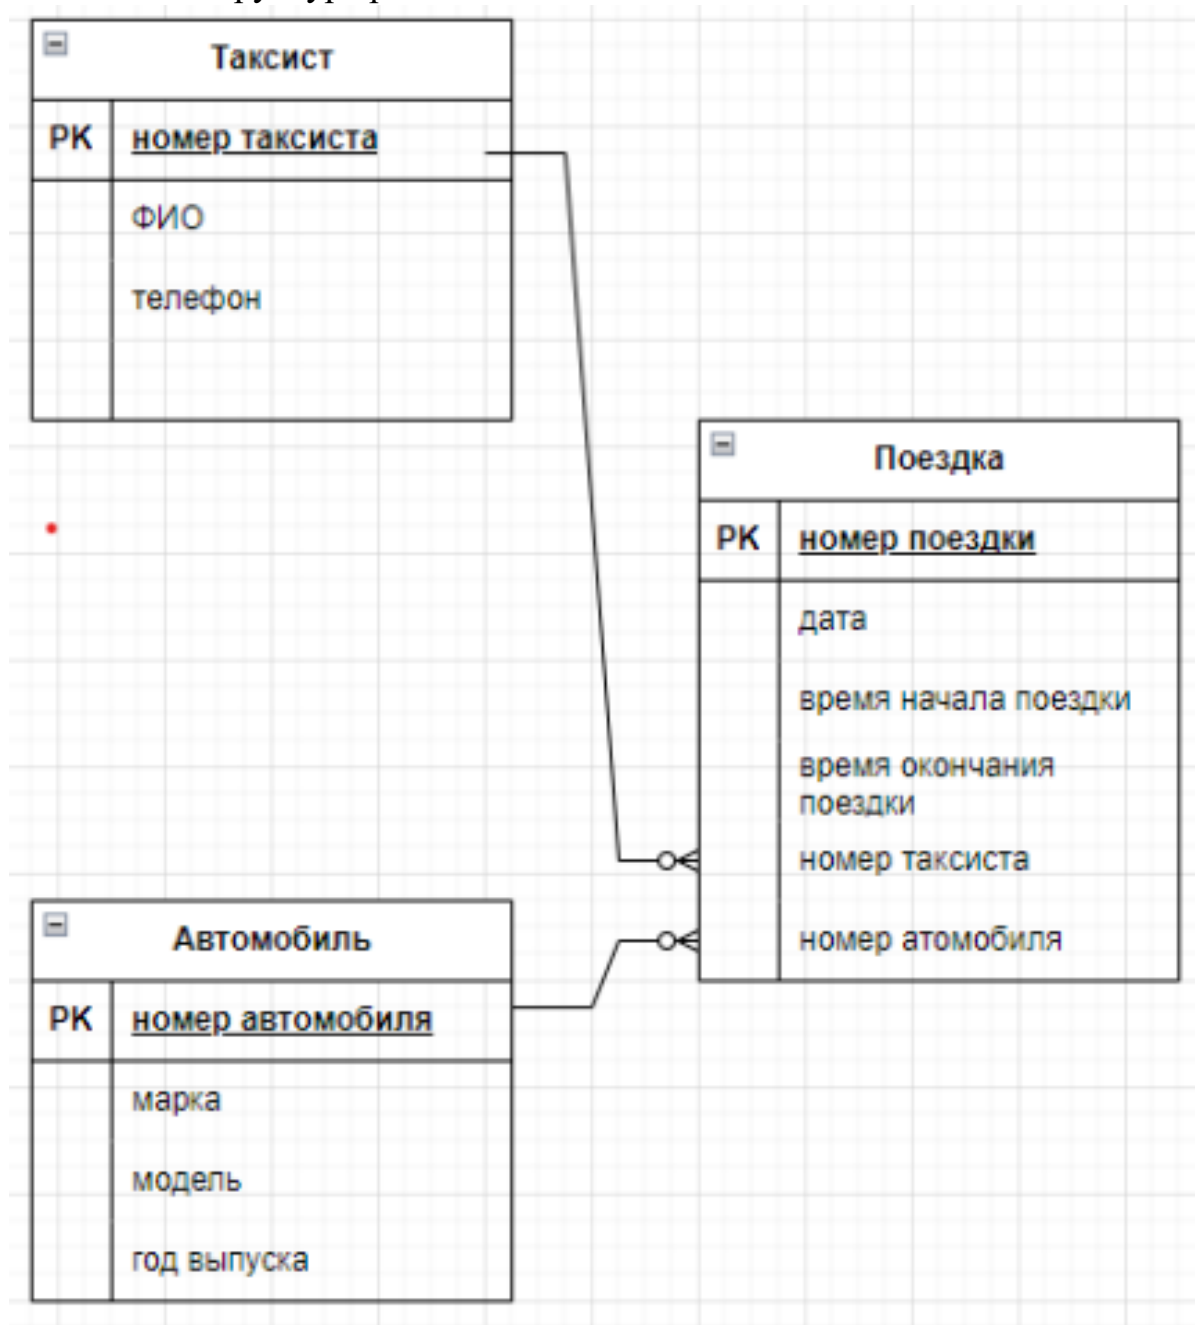 Таксист
PK номер таксиста
ФИО
телефон
Поездка
PK номер поездки
дата
время начала поездки
время окончания
поездки
номер таксиста
номер атомобиля
Автомобиль
PK номер автомобиля
марка
модель
год выпуска